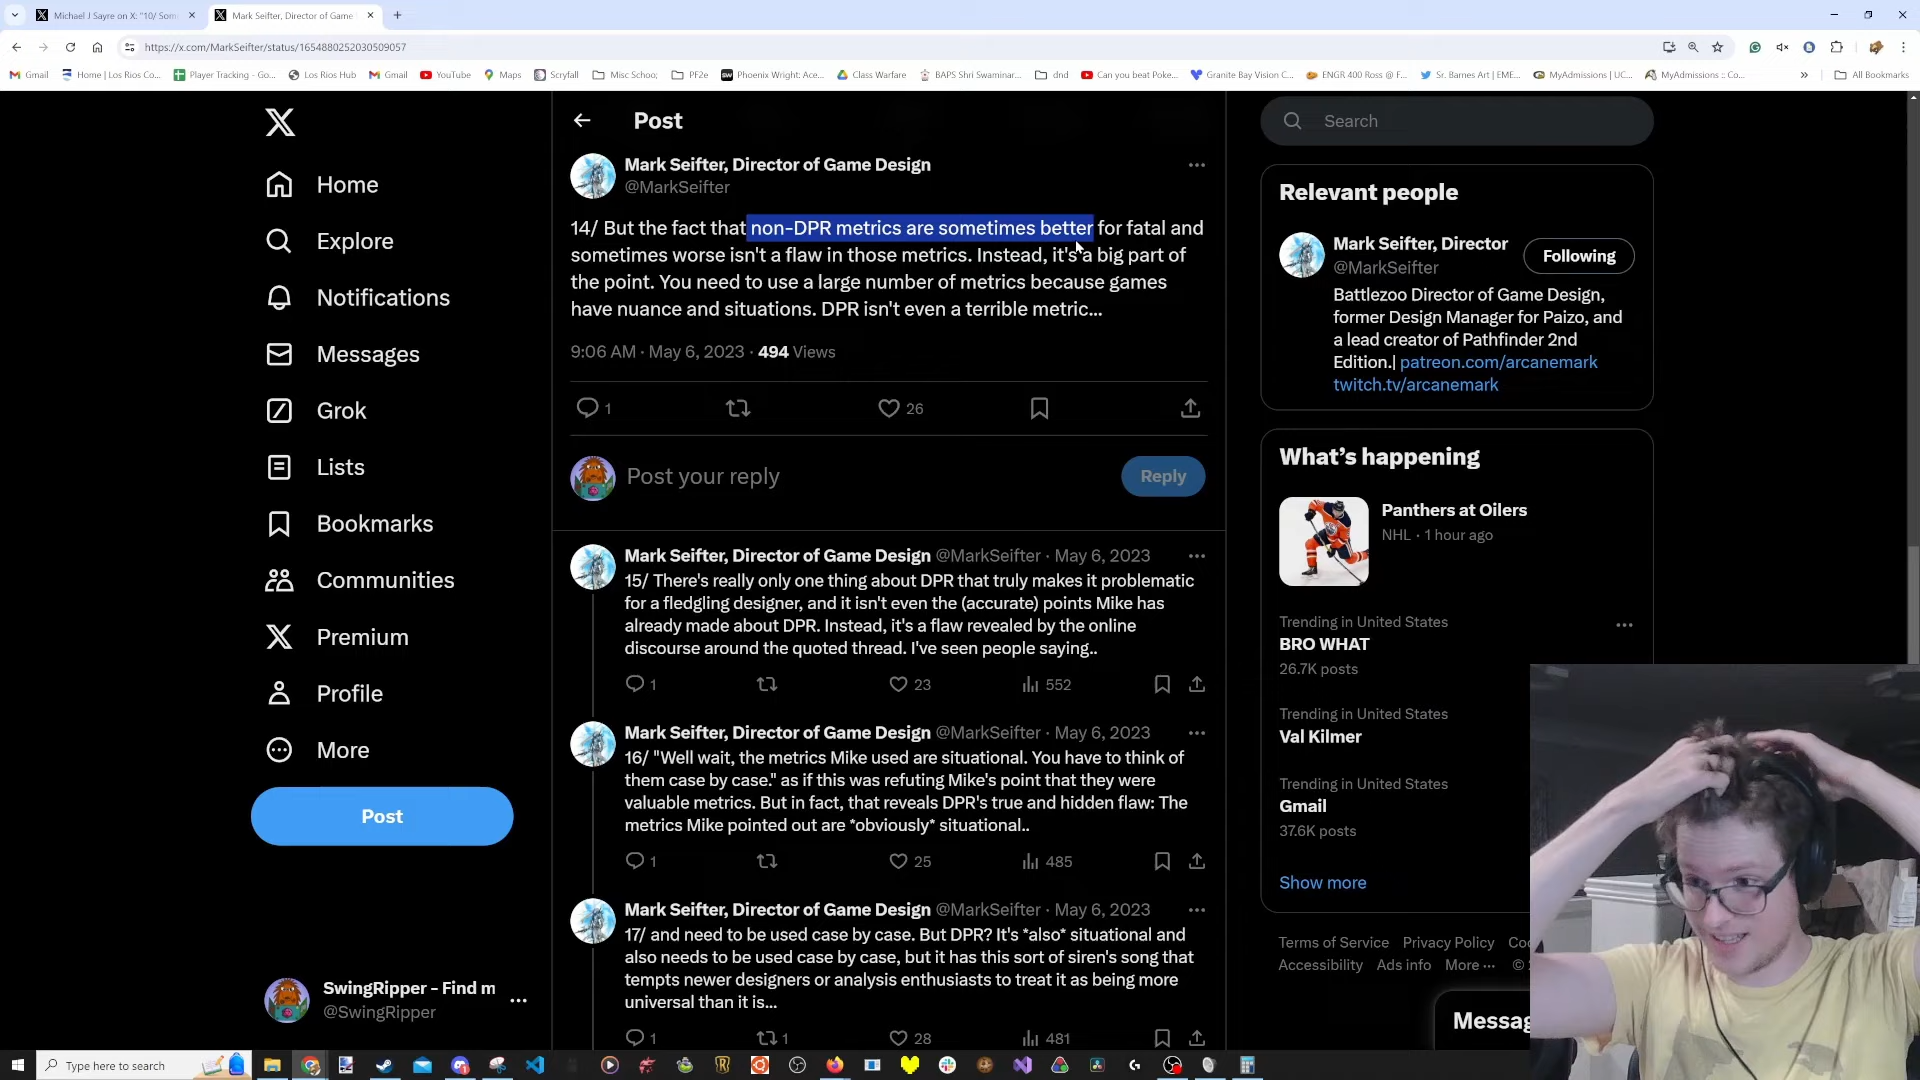 Michael J Sayre on X: "10/ Som
Mark Seifter, Director of Game
https://x.com/MarkSeifter/status/1654880252030509057
Gmail
Home | Los Rios Co...
Player Tracking - Go...
Los Rios Hub
Gmail
YouTube
Maps
Scryfall
Misc Schoo;
PF2e
Phoenix Wright: Ace...
Class Warfare
BAPS Shri Swaminar...
dnd
Can you beat Poke...
Granite Bay Vision C...
ENGR 400 Ross @ F...
Sr. Barnes Art | EME...
MyAdmissions | UC...
MyAdmissions :: Co...
All Bookmarks
Home
Explore
Notifications
Messages
Grok
Lists
Bookmarks
Communities
Premium
Profile
More
Post
SwingRipper - Find m
@SwingRipper
Post
Mark Seifter, Director of Game Design
@MarkSeifter
14/ But the fact that non-DPR metrics are sometimes better for fatal and
sometimes worse isn't a flaw in those metrics. Instead, it's a big part of
the point. You need to use a large number of metrics because games
have nuance and situations. DPR isn't even a terrible metric...
9:06 AM · May 6, 2023 · 494 Views
1
26
Post your reply
Reply
Mark Seifter, Director of Game Design @MarkSeifter · May 6, 2023
15/ There's really only one thing about DPR that truly makes it problematic
for a fledgling designer, and it isn't even the (accurate) points Mike has
already made about DPR. Instead, it's a flaw revealed by the online
discourse around the quoted thread. I've seen people saying..
1
23
552
Mark Seifter, Director of Game Design @MarkSeifter · May 6, 2023
16/ "Well wait, the metrics Mike used are situational. You have to think of
them case by case." as if this was refuting Mike's point that they were
valuable metrics. But in fact, that reveals DPR's true and hidden flaw: The
metrics Mike pointed out are *obviously* situational..
1
25
485
Mark Seifter, Director of Game Design @MarkSeifter · May 6, 2023
17/ and need to be used case by case. But DPR? It's *also* situational and
also needs to be used case by case, but it has this sort of siren's song that
tempts newer designers or analysis enthusiasts to treat it as being more
universal than it is...
1
1
28
481
Search
Relevant people
Mark Seifter, Director
@MarkSeifter
Following
Battlezoo Director of Game Design,
former Design Manager for Paizo, and
a lead creator of Pathfinder 2nd
Edition.| patreon.com/arcanemark
twitch.tv/arcanemark
What's happening
Panthers at Oilers
NHL · 1 hour ago
Trending in United States
BRO WHAT
26.7K posts
Trending in United States
Val Kilmer
Trending in United States
Gmail
37.6K posts
Show more
Terms of Service Privacy Policy Coo
Accessibility Ads info More ··· ©
Messag
Type here to search